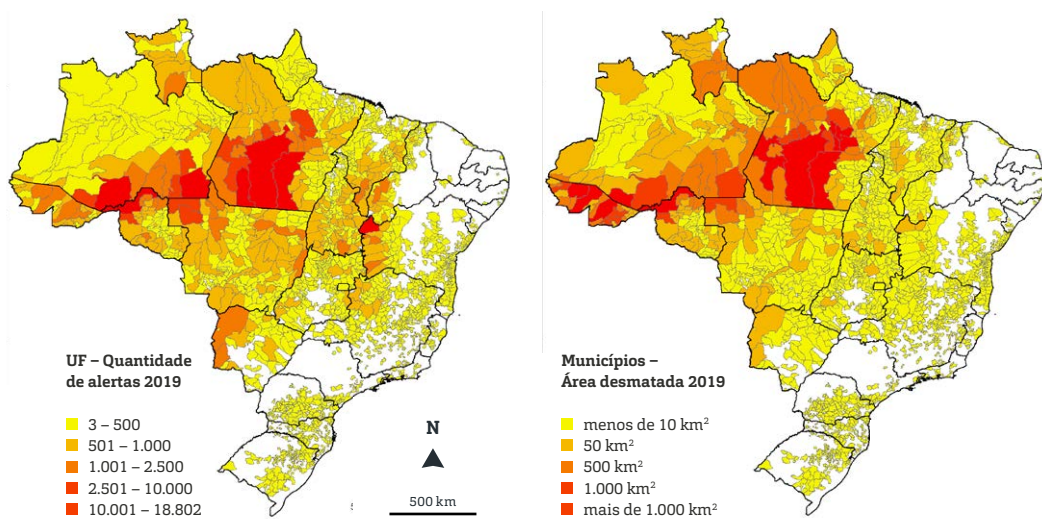 UF – Quantidade
de alertas 2019
3 – 500
501 – 1.000
1.001 – 2.500
2.501 – 10.000
10.001 – 18.802
N
500 km
Municípios –
Área desmatada 2019
menos de 10 km²
50 km²
500 km²
1.000 km²
mais de 1.000 km²